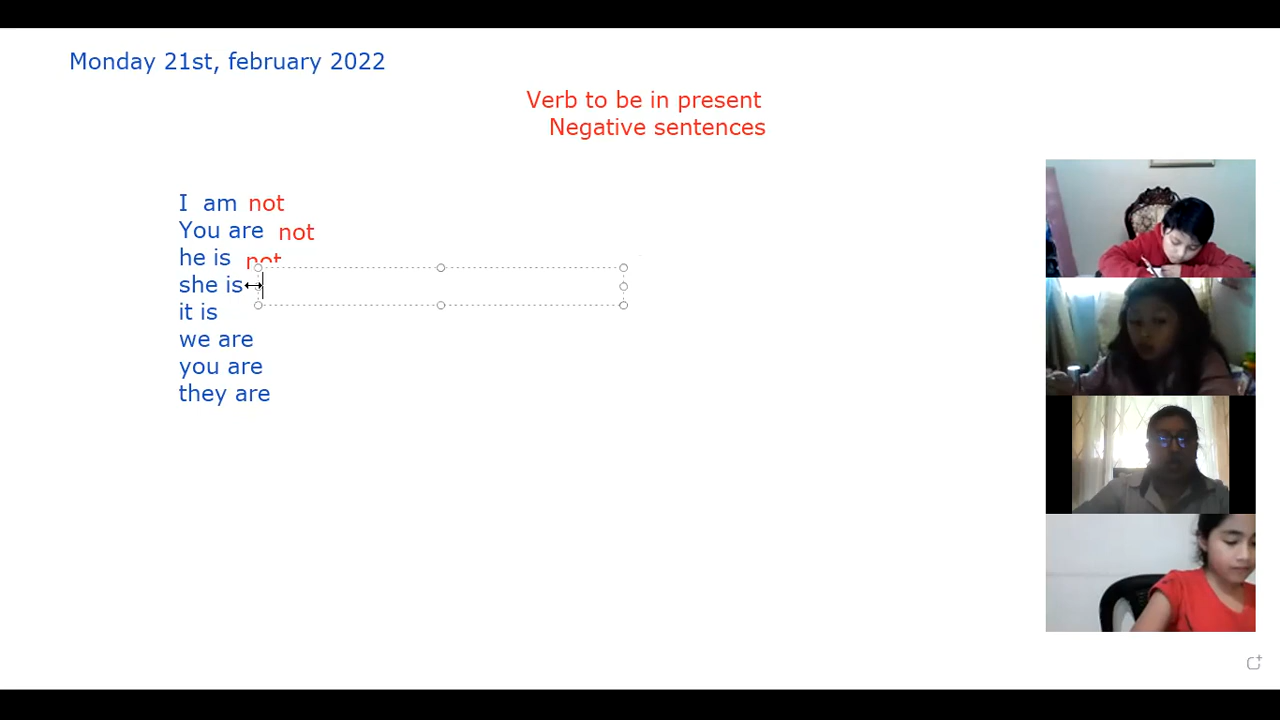 Monday 21st, february 2022
Verb to be in present
Negative sentences
I am not
You are not
he is not
she is
it is
we are
you are
they are